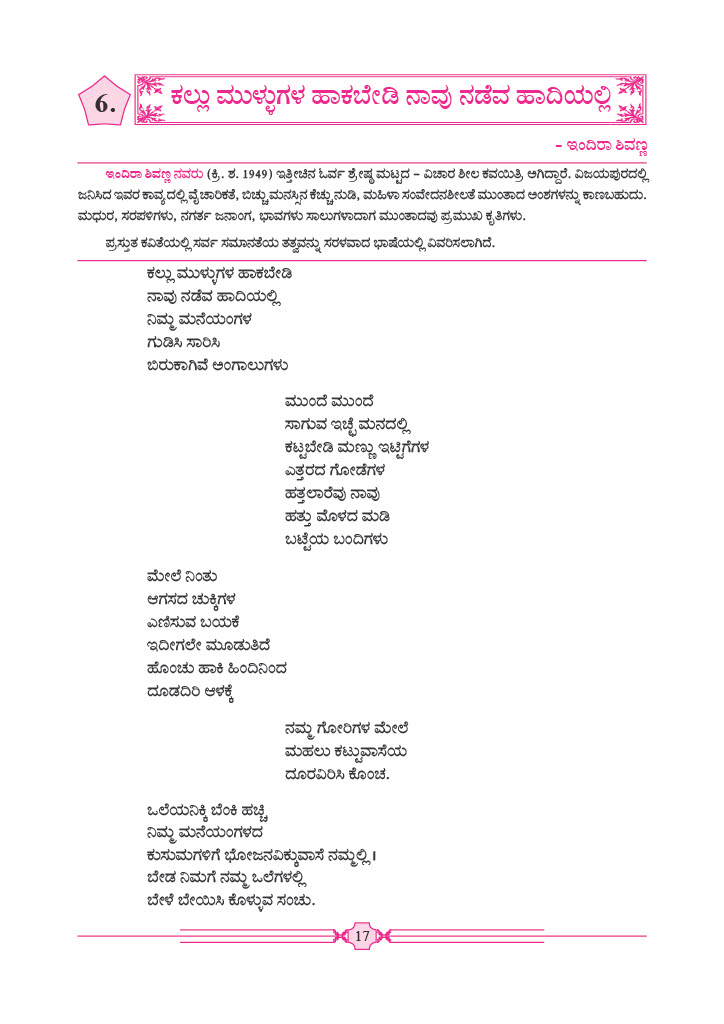 6.
ಕಲ್ಲು ಮುಳ್ಳುಗಳ ಹಾಕಬೇಡಿ ನಾವು ನಡೆವ ಹಾದಿಯಲ್ಲಿ
– ಇಂದಿರಾ ಶಿವಣ್ಣ
ಇಂದಿರಾ ಶಿವಣ್ಣನವರು (ಕ್ರಿ. ಶ. 1949) ಇತ್ತೀಚಿನ ಓರ್ವ ಶ್ರೇಷ್ಠ ಮಟ್ಟದ – ವಿಚಾರ ಶೀಲ ಕವಯಿತ್ರಿ ಆಗಿದ್ದಾರೆ. ವಿಜಯಪುರದಲ್ಲಿ
ಜನಿಸಿದ ಇವರ ಕಾವ್ಯದಲ್ಲಿ ವೈಚಾರಿಕತೆ, ಬಿಚ್ಚು ಮನಸ್ಸಿನ ಕೆಚ್ಚು ನುಡಿ, ಮಹಿಳಾ ಸಂವೇದನಶೀಲತೆ ಮುಂತಾದ ಅಂಶಗಳನ್ನು ಕಾಣಬಹುದು.
ಮಧುರ, ಸರಪಳಿಗಳು, ನಗರ್ತ ಜನಾಂಗ, ಭಾವಗಳು ಸಾಲುಗಳಾದಾಗ ಮುಂತಾದವು ಪ್ರಮುಖ ಕೃತಿಗಳು.
ಪ್ರಸ್ತುತ ಕವಿತೆಯಲ್ಲಿ ಸರ್ವ ಸಮಾನತೆಯ ತತ್ವವನ್ನು ಸರಳವಾದ ಭಾಷೆಯಲ್ಲಿ ವಿವರಿಸಲಾಗಿದೆ.
ಕಲ್ಲು ಮುಳ್ಳುಗಳ ಹಾಕಬೇಡಿ
ನಾವು ನಡೆವ ಹಾದಿಯಲ್ಲಿ
ನಿಮ್ಮ ಮನೆಯಂಗಳ
ಗುಡಿಸಿ ಸಾರಿಸಿ
ಬಿರುಕಾಗಿವೆ ಅಂಗಾಲುಗಳು
ಮುಂದೆ ಮುಂದೆ
ಸಾಗುವ ಇಚ್ಛೆ ಮನದಲ್ಲಿ
ಕಟ್ಟಬೇಡಿ ಮಣ್ಣು ಇಟ್ಟಿಗೆಗಳ
ಎತ್ತರದ ಗೋಡೆಗಳ
ಹತ್ತಲಾರೆವು ನಾವು
ಹತ್ತು ಮೊಳದ ಮಡಿ
ಬಟ್ಟೆಯ ಬಂದಿಗಳು
ಮೇಲೆ ನಿಂತು
ಆಗಸದ ಚುಕ್ಕಿಗಳ
ಎಣಿಸುವ ಬಯಕೆ
ಇದೀಗಲೇ ಮೂಡುತಿದೆ
ಹೊಂಚು ಹಾಕಿ ಹಿಂದಿನಿಂದ
ದೂಡದಿರಿ ಆಳಕ್ಕೆ
ನಮ್ಮ ಗೋರಿಗಳ ಮೇಲೆ
ಮಹಲು ಕಟ್ಟುವಾಸೆಯ
ದೂರವಿರಿಸಿ ಕೊಂಚ.
ಒಲೆಯನಿಕ್ಕಿ ಬೆಂಕಿ ಹಚ್ಚಿ
ನಿಮ್ಮ ಮನೆಯಂಗಳದ
ಕುಸುಮಗಳಿಗೆ ಭೋಜನವಿಕ್ಕುವಾಸೆ ನಮ್ಮಲ್ಲಿ ।
ಬೇಡ ನಿಮಗೆ ನಮ್ಮ ಒಲೆಗಳಲ್ಲಿ
ಬೇಳೆ ಬೇಯಿಸಿ ಕೊಳ್ಳುವ ಸಂಚು.
17